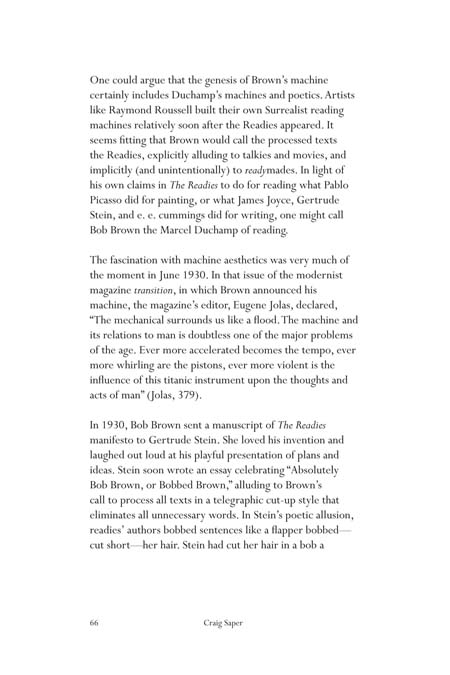 One could argue that the genesis of Brown’s machine
certainly includes Duchamp’s machines and poetics. Artists
like Raymond Roussell built their own Surrealist reading
machines relatively soon after the Readies appeared. It
seems fitting that Brown would call the processed texts
the Readies, explicitly alluding to talkies and movies, and
implicitly (and unintentionally) to readymades. In light of
his own claims in The Readies to do for reading what Pablo
Picasso did for painting, or what James Joyce, Gertrude
Stein, and e. e. cummings did for writing, one might call
Bob Brown the Marcel Duchamp of reading.

The fascination with machine aesthetics was very much of
the moment in June 1930. In that issue of the modernist
magazine transition, in which Brown announced his
machine, the magazine’s editor, Eugene Jolas, declared,
“The mechanical surrounds us like a flood. The machine and
its relations to man is doubtless one of the major problems
of the age. Ever more accelerated becomes the tempo, ever
more whirling are the pistons, ever more violent is the
influence of this titanic instrument upon the thoughts and
acts of man” (Jolas, 379).

In 1930, Bob Brown sent a manuscript of The Readies
manifesto to Gertrude Stein. She loved his invention and
laughed out loud at his playful presentation of plans and
ideas. Stein soon wrote an essay celebrating “Absolutely
Bob Brown, or Bobbed Brown,” alluding to Brown’s
call to process all texts in a telegraphic cut-up style that
eliminates all unnecessary words. In Stein’s poetic allusion,
readies’ authors bobbed sentences like a flapper bobbed—
cut short—her hair. Stein had cut her hair in a bob a

66 Craig Saper